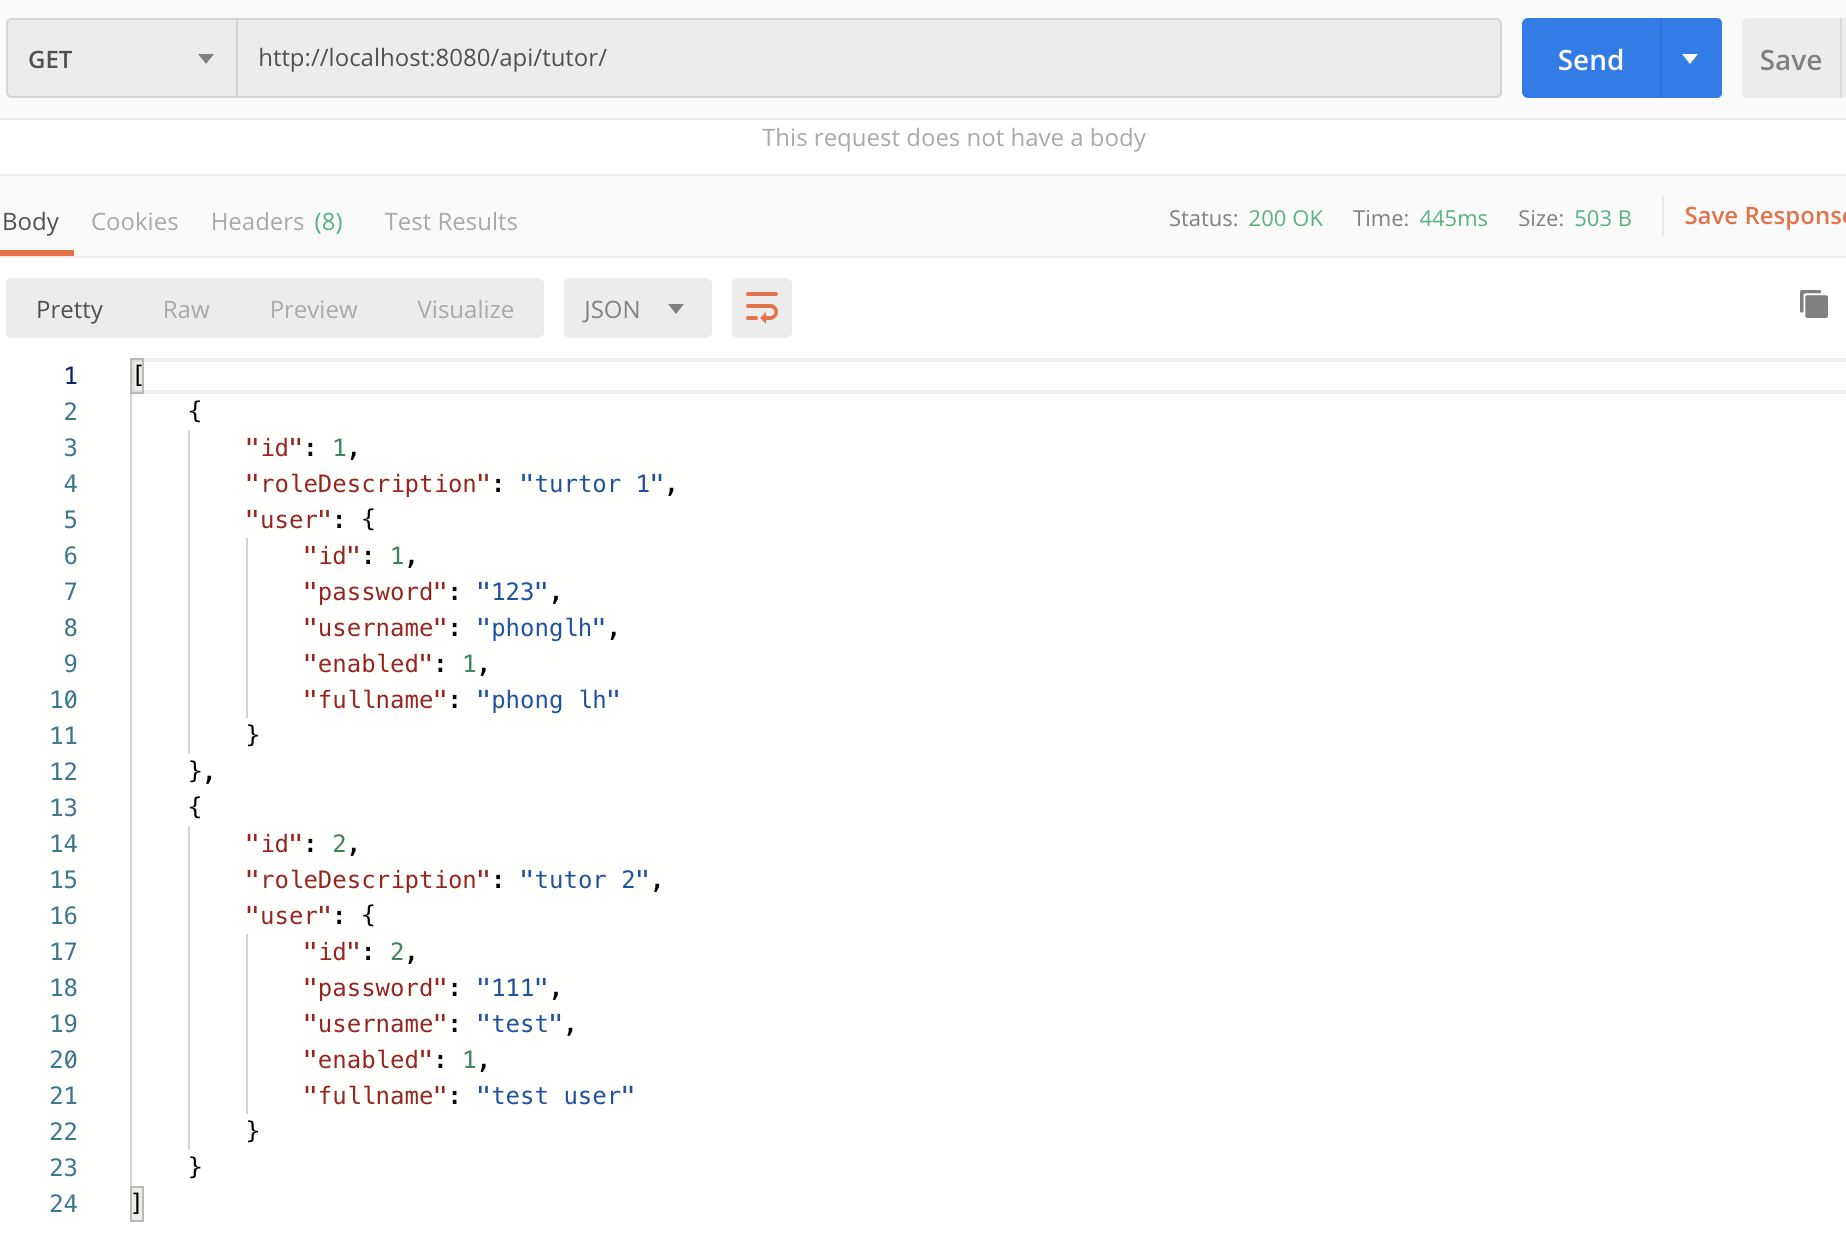 GET http://localhost:8080/api/tutor/ Send Save
This request does not have a body
Body Cookies Headers (8) Test Results Status: 200 OK Time: 445ms Size: 503 B Save Respons
Pretty Raw Preview Visualize JSON
1 [
2 {
3 "id": 1,
4 "roleDescription": "turtor 1",
5 "user": {
6 "id": 1,
7 "password": "123",
8 "username": "phonglh",
9 "enabled": 1,
10 "fullname": "phong lh"
11 }
12 },
13 {
14 "id": 2,
15 "roleDescription": "tutor 2",
16 "user": {
17 "id": 2,
18 "password": "111",
19 "username": "test",
20 "enabled": 1,
21 "fullname": "test user"
22 }
23 }
24 ]